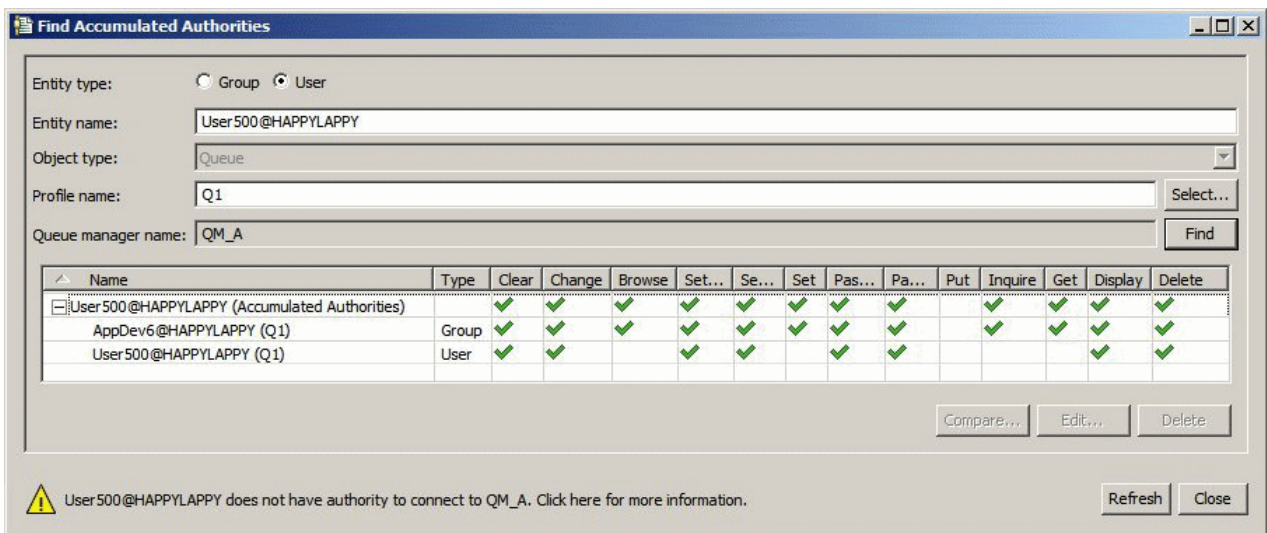 Find Accumulated Authorities
Entity type: Group User
Entity name: User500@HAPPYLAPPY
Object type: Queue
Profile name: Q1 Select...
Queue manager name: QM_A Find
Name Type Clear Change Browse Set... Se... Set Pas... Pa... Put Inquire Get Display Delete
User500@HAPPYLAPPY (Accumulated Authorities)
AppDev6@HAPPYLAPPY (Q1) Group
User500@HAPPYLAPPY (Q1) User
Compare... Edit... Delete
User500@HAPPYLAPPY does not have authority to connect to QM_A. Click here for more information. Refresh Close